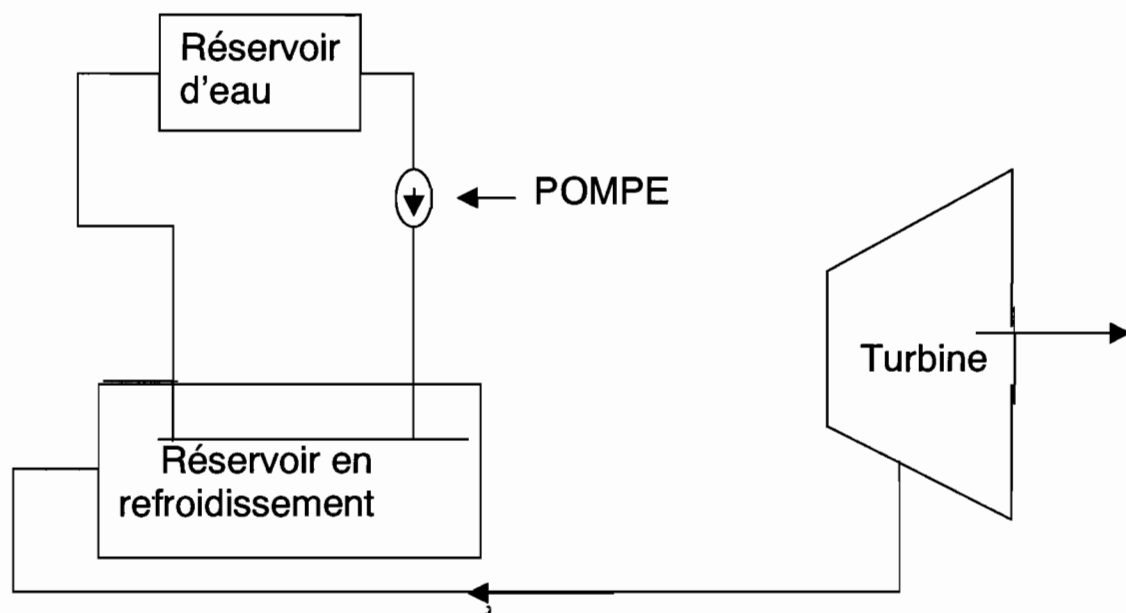 Réservoir
d'eau
POMPE
Turbine
Réservoir en
refroidissement